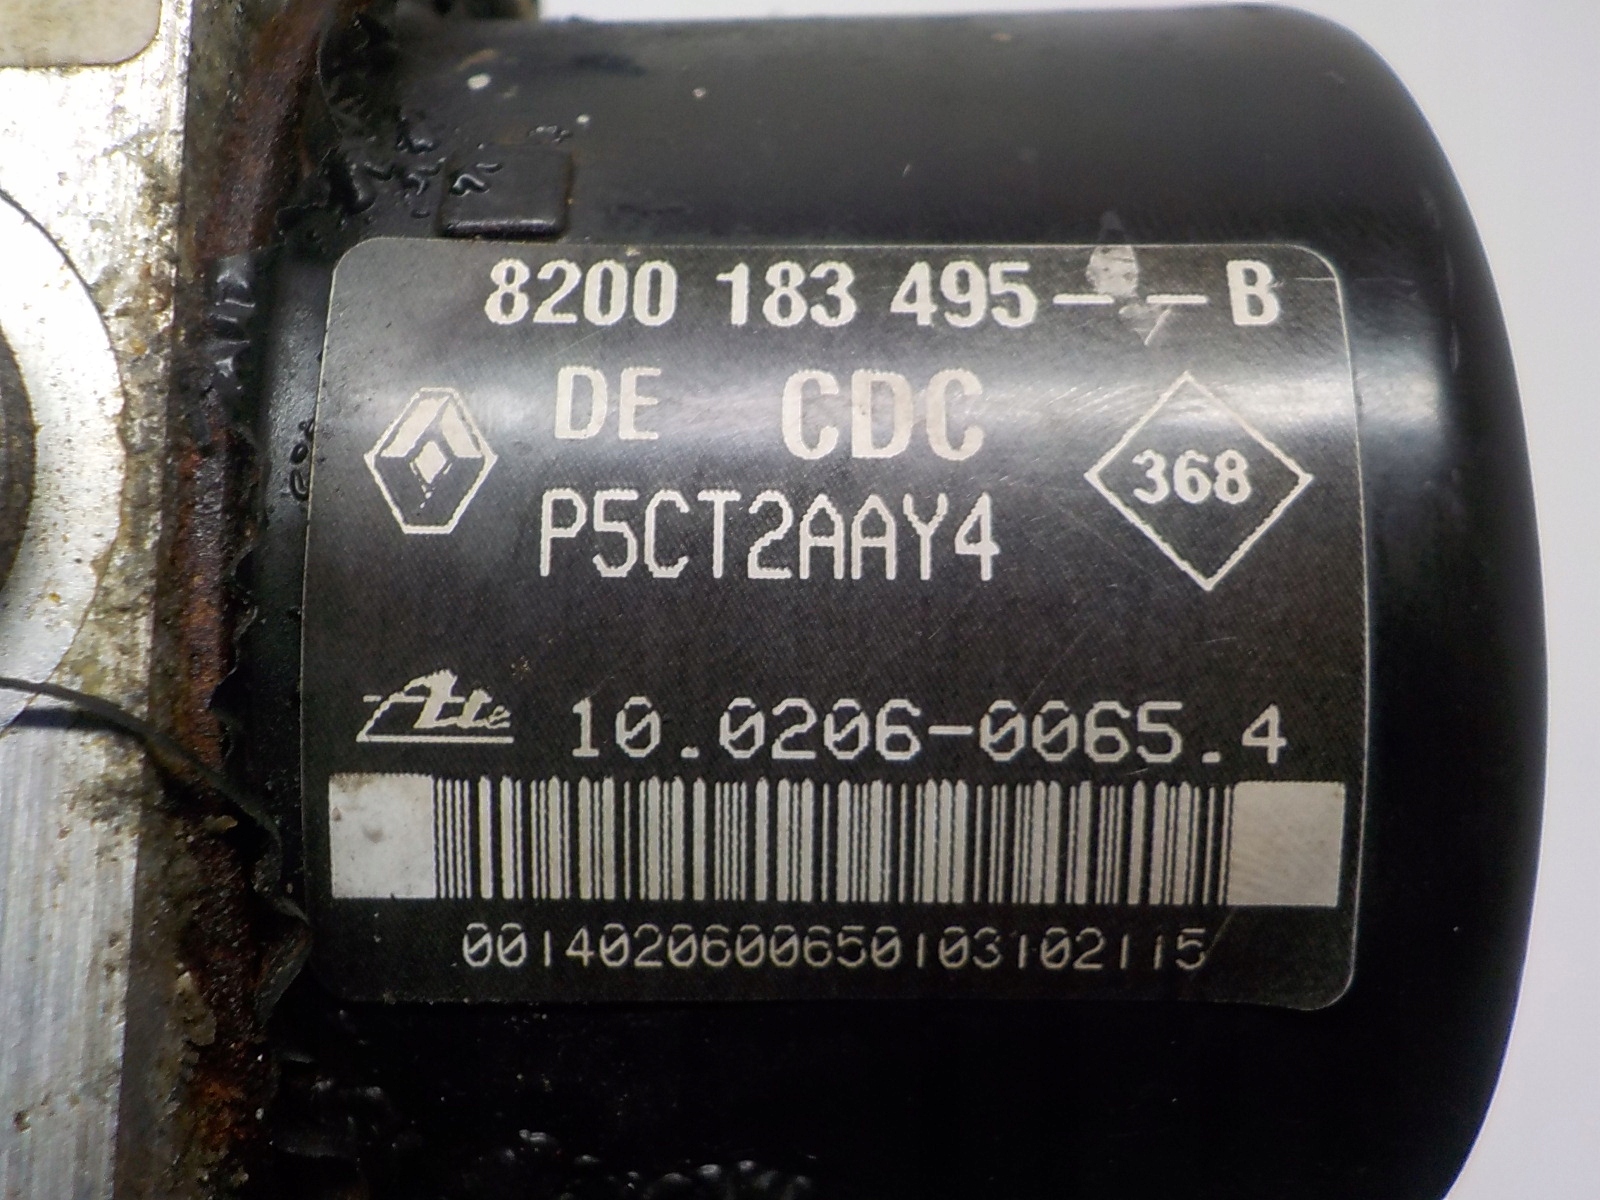 8200 183 495--B
DE CDC
P5CT2AAY4
368
Ate 10.0206-0065.4
0014020600650103102115